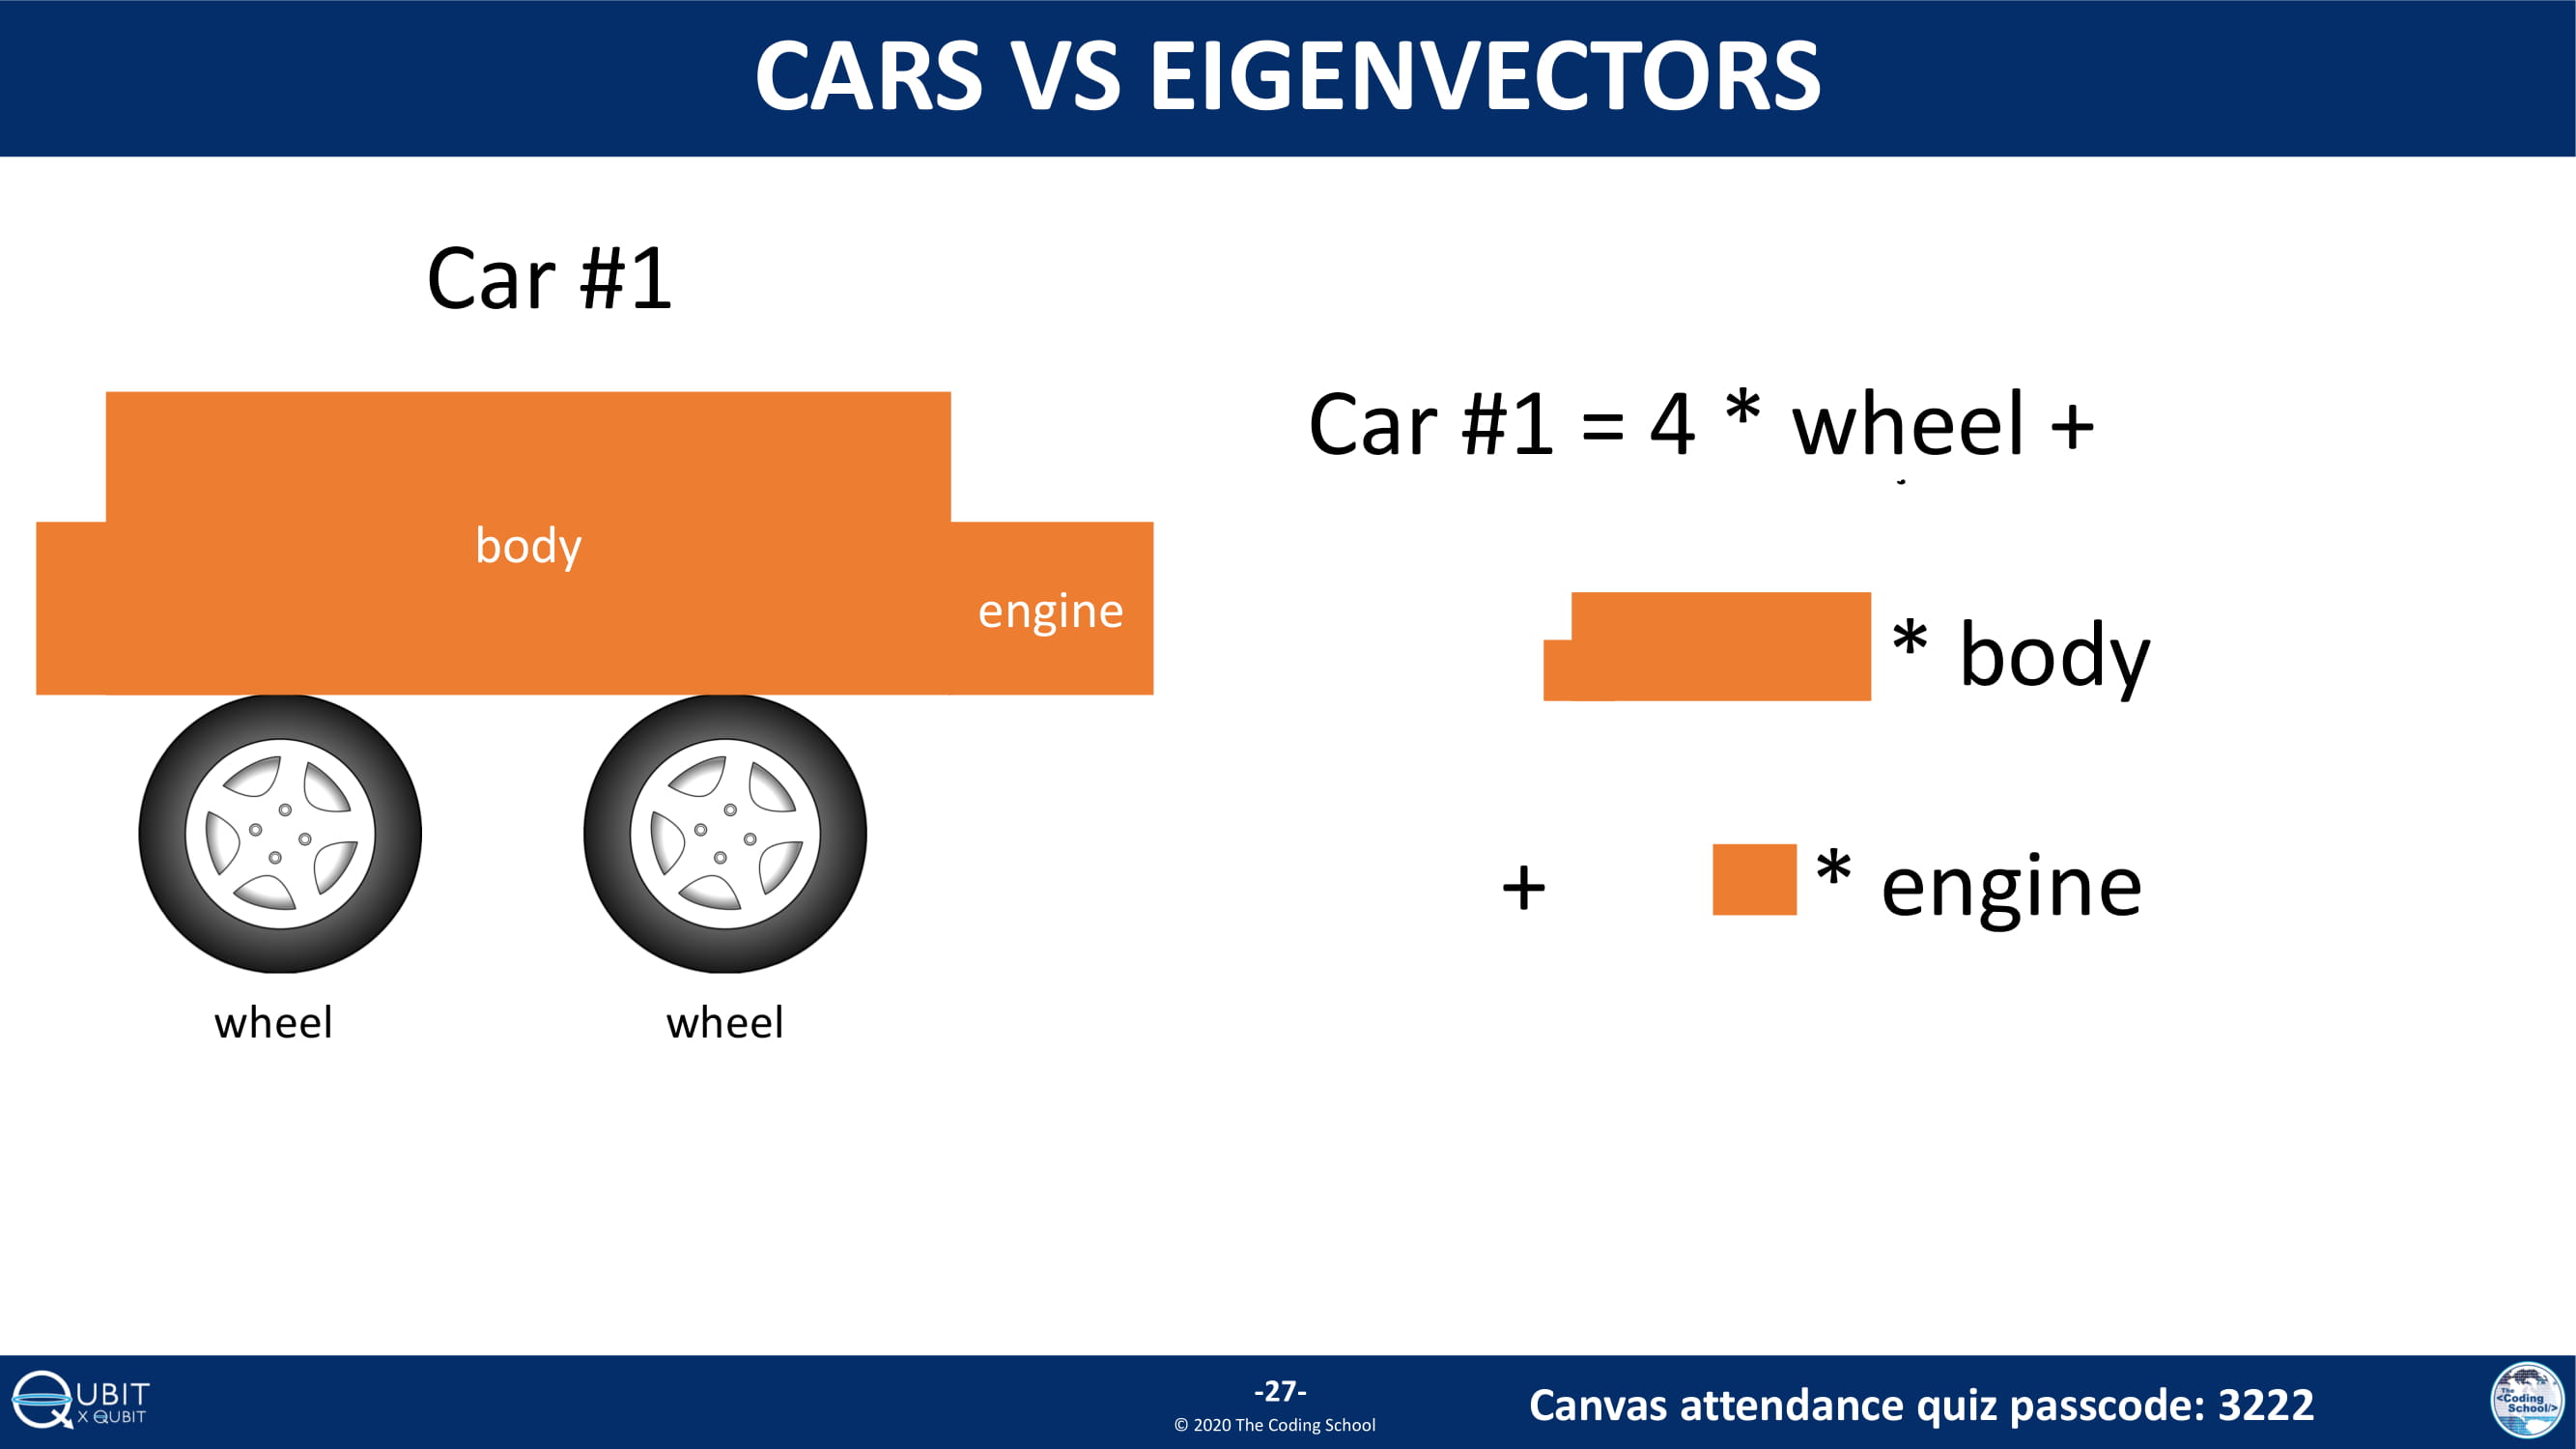 CARS VS EIGENVECTORS
Car #1
body
engine
wheel
wheel
Car #1 = 4 * wheel +
* body
+ * engine
QUBIT
X QUBIT
-27-
© 2020 The Coding School
Canvas attendance quiz passcode: 3222
The
<Coding
School/>